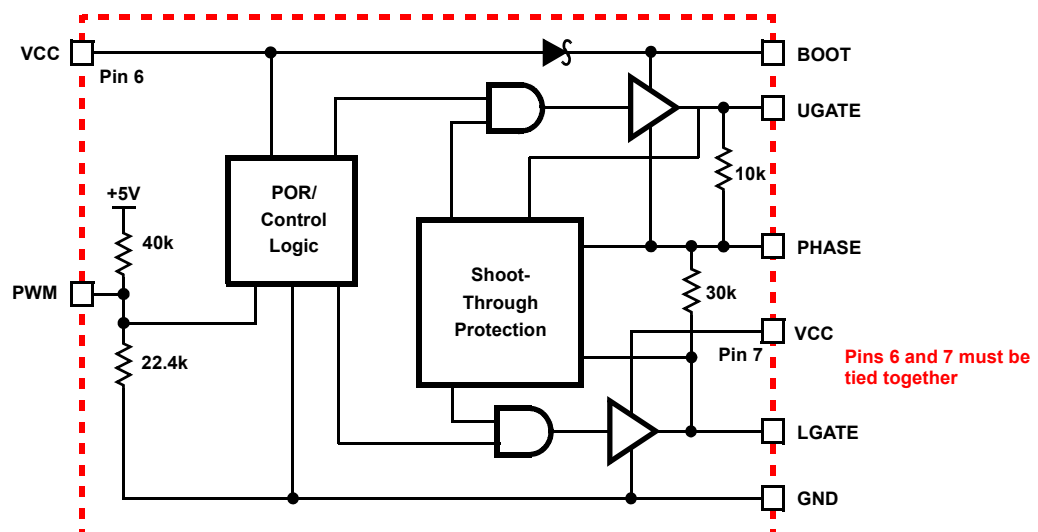 VCC
Pin 6
BOOT
UGATE
10k
POR/
Control
Logic
+5V
40k
PWM
22.4k
Shoot-
Through
Protection
PHASE
30k
VCC
Pin 7
Pins 6 and 7 must be
tied together
LGATE
GND